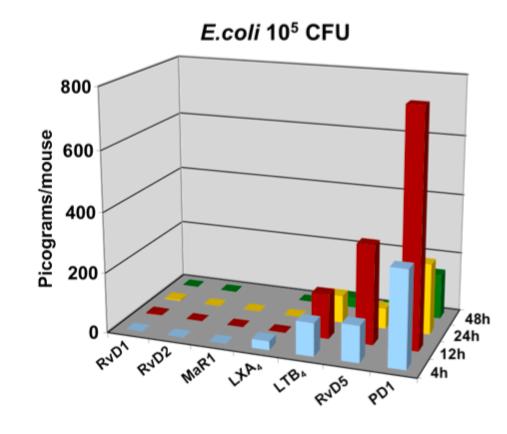 E.coli 10⁵ CFU
Picograms/mouse
800
600
400
200
0
RvD1
RvD2
MaR1
LXA₄
LTB₄
RvD5
PD1
48h
24h
12h
4h